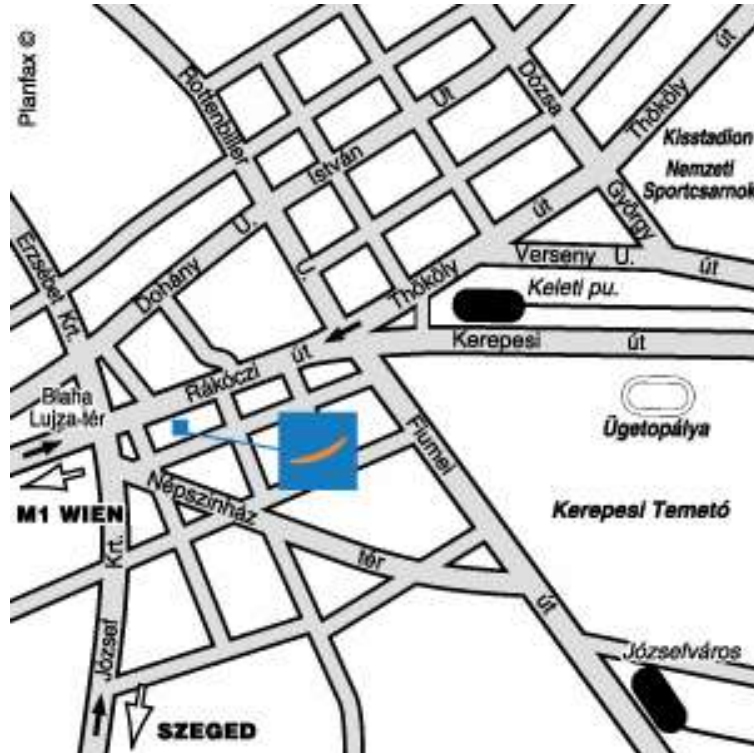 Planfax ©
Rottenbiller
U.
István
Út
Dózsa
György
út
Thököly
út
Kisstadion
Nemzeti
Sportcsarnok
Erzsébet
Krt.
Dohány
U.
Thököly
út
Verseny U.
Keleti pu.
Kerepesi út
Rákóczi út
Blaha
Lujza-tér
Ügetopálya
Fiumei
út
M1 WIEN
Népszinház
tér
Kerepesi Temetó
József
Krt.
Józsefváros
SZEGED